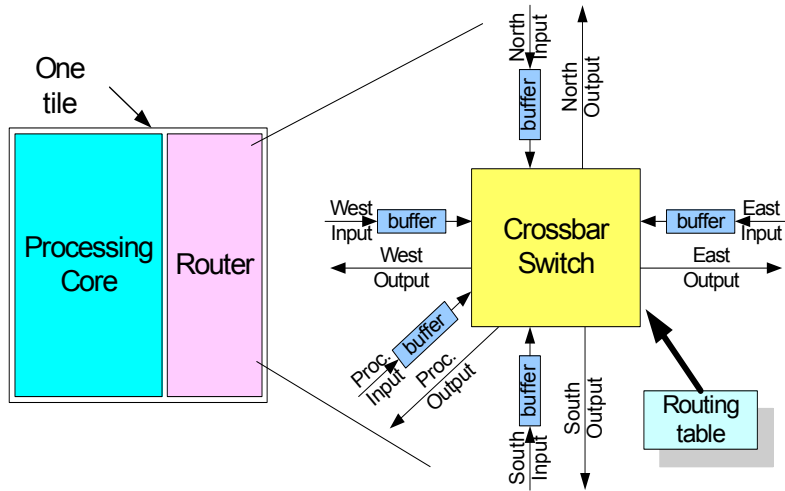 One
tile
Processing
Core
Router
North
Input
buffer
North
Output
West
Input
buffer
West
Output
Crossbar
Switch
buffer
East
Input
East
Output
Proc.
Input
buffer
Proc.
Output
South
Input
buffer
South
Output
Routing
table